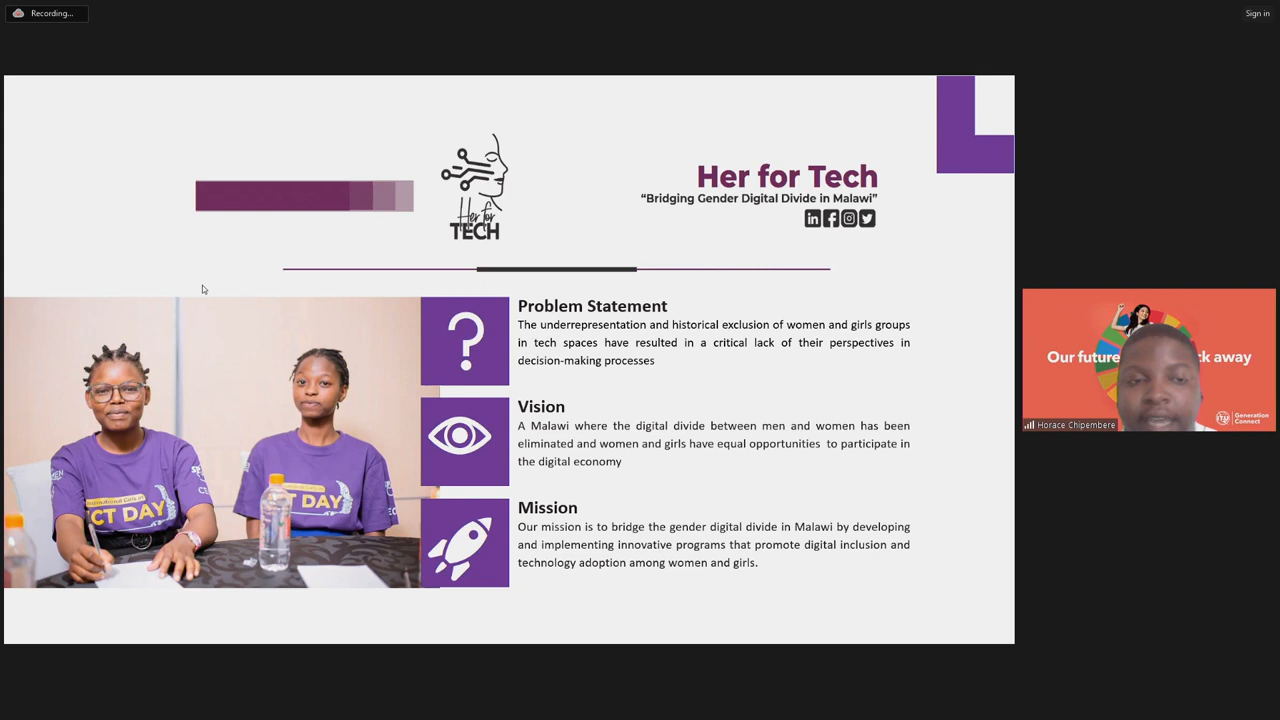 Recording...
Sign in
Her for
TECH
Her for Tech
“Bridging Gender Digital Divide in Malawi”
Problem Statement
The underrepresentation and historical exclusion of women and girls groups
in tech spaces have resulted in a critical lack of their perspectives in
decision-making processes
Vision
A Malawi where the digital divide between men and women has been
eliminated and women and girls have equal opportunities to participate in
the digital economy
Mission
Our mission is to bridge the gender digital divide in Malawi by developing
and implementing innovative programs that promote digital inclusion and
technology adoption among women and girls.
CT DAY
CT DAY
Our future away
ITU Generation
Connect
Horace Chipembere